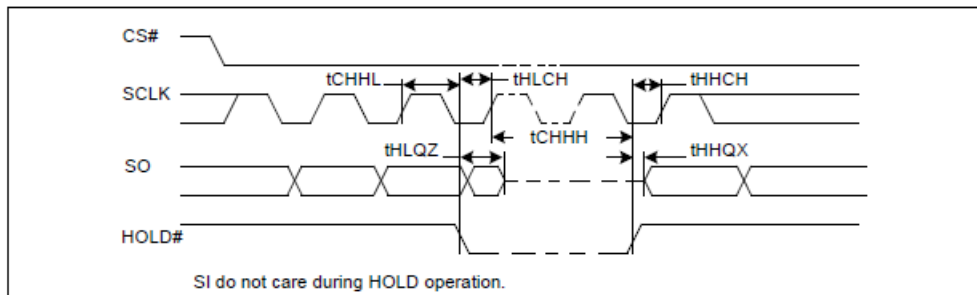 CS#
tCHHL
tHLCH
tHHCH
SCLK
tCHHH
tHLQZ
tHHQX
SO
HOLD#
SI do not care during HOLD operation.